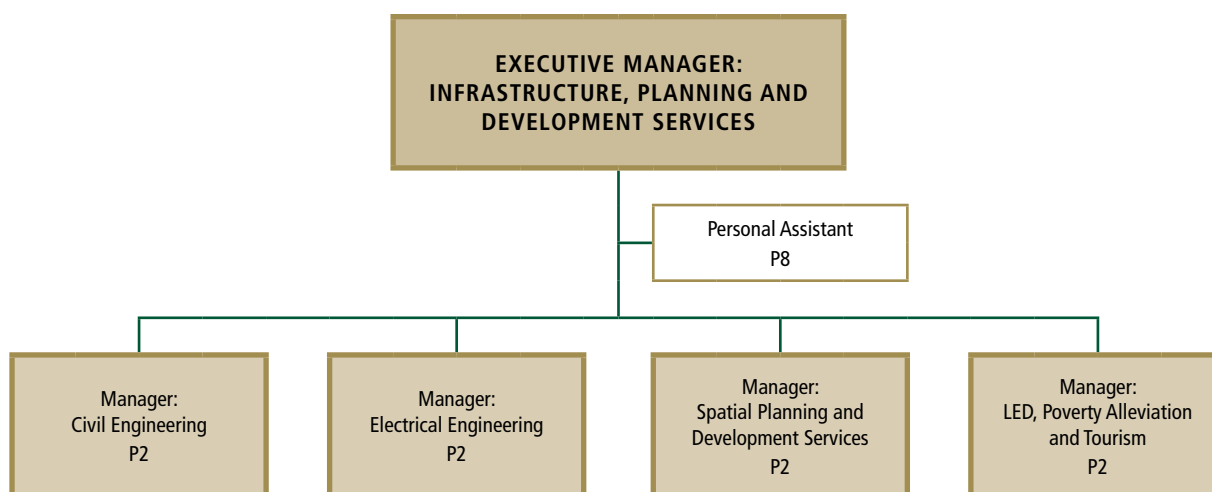 EXECUTIVE MANAGER:
INFRASTRUCTURE, PLANNING AND
DEVELOPMENT SERVICES
Personal Assistant
P8
Manager:
Civil Engineering
P2
Manager:
Electrical Engineering
P2
Manager:
Spatial Planning and
Development Services
P2
Manager:
LED, Poverty Alleviation
and Tourism
P2